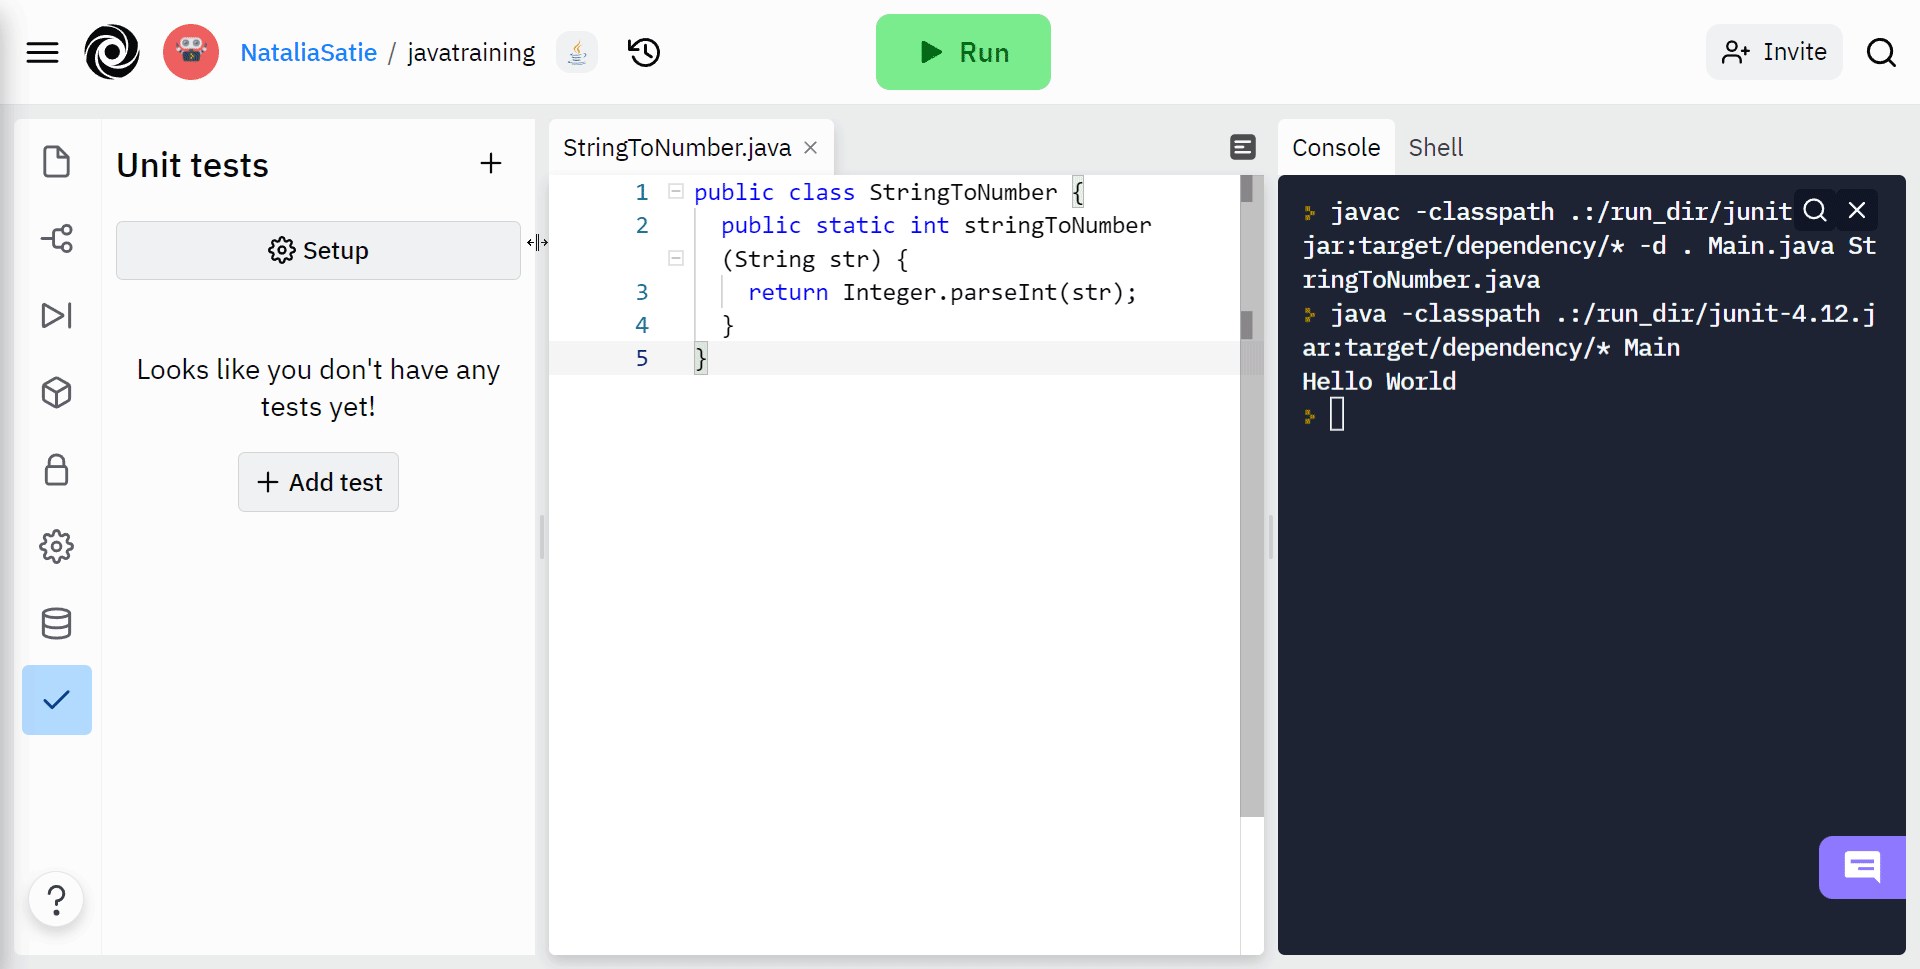 NataliaSatie / javatraining
Run
Invite
Unit tests
Setup
Looks like you don't have any
tests yet!
Add test
StringToNumber.java
1 public class StringToNumber {
2 public static int stringToNumber
(String str) {
3 return Integer.parseInt(str);
4 }
5 }
Console Shell
javac -classpath .:/run_dir/junit
jar:target/dependency/* -d . Main.java St
ringToNumber.java
java -classpath .:/run_dir/junit-4.12.j
ar:target/dependency/* Main
Hello World
?